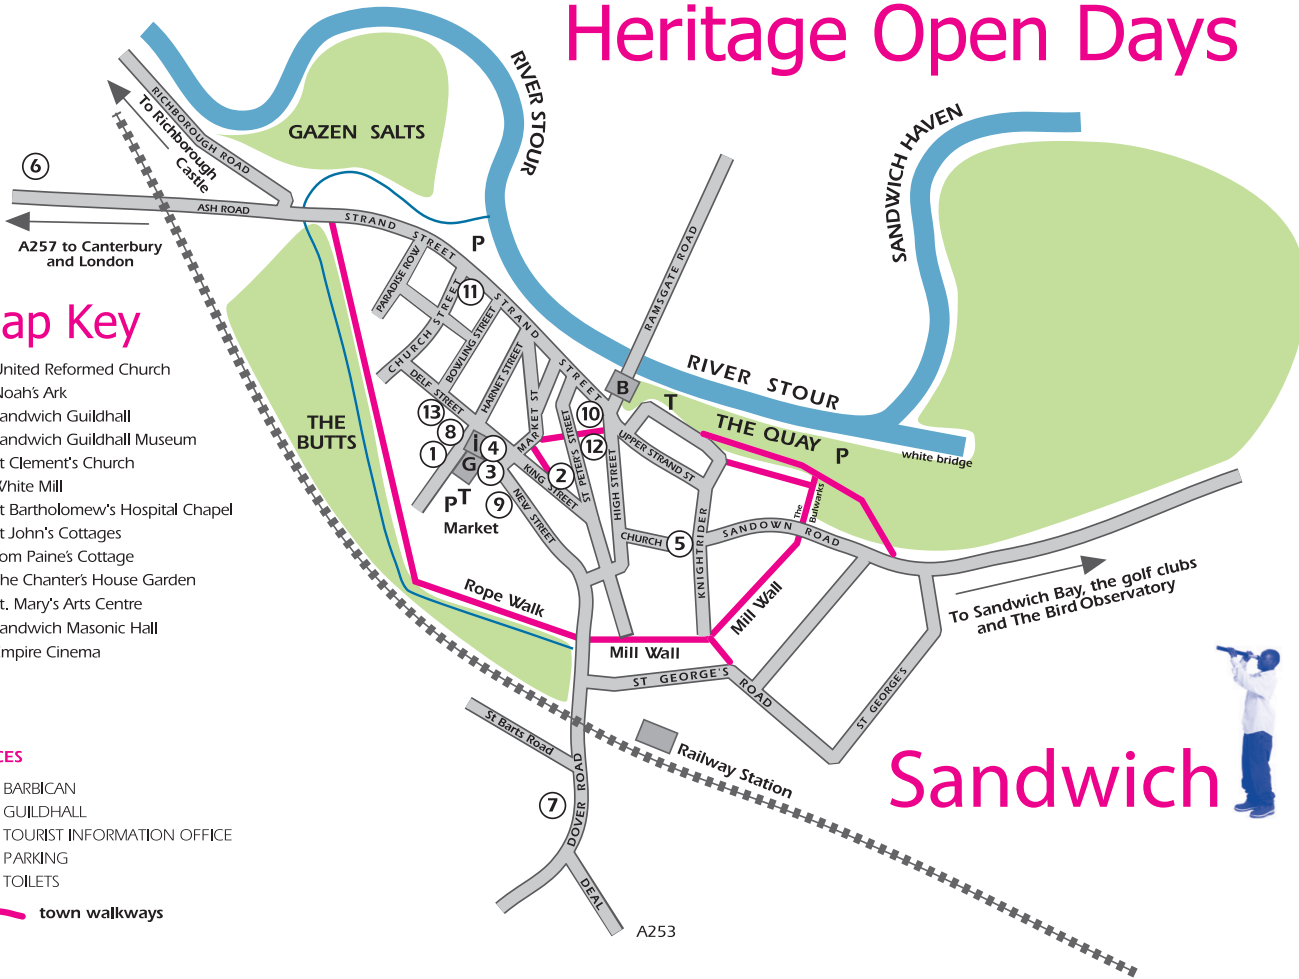 Heritage Open Days
RIVER STOUR
SANDWICH HAVEN
RICHBOROUGH ROAD
To Richborough
Castle
GAZEN SALTS
6
ASH ROAD
STRAND STREET
A257 to Canterbury
and London
P
PARADISE ROW
RAMSGATE ROAD
11
CHURCH STREET
BOWLING STREET
STRAND STREET
HARNET STREET
DELF STREET
MARKET ST
RIVER STOUR
B
T
THE QUAY
P
white bridge
THE
BUTTS
13
8
1
i
G
4
3
9
2
10
12
P T
Market
KING STREET
NEW STREET
ST PETER'S STREET
HIGH STREET
UPPER STRAND ST
The
Bulwarks
CHURCH
5
KNIGHTRIDER
SANDOWN ROAD
Rope Walk
Mill Wall
Mill Wall
ST GEORGE'S ROAD
ST GEORGE'S
To Sandwich Bay, the golf clubs
and The Bird Observatory
St Barts Road
Railway Station
7
DOVER ROAD
DEAL
A253
Sandwich
ap Key
United Reformed Church
Noah's Ark
andwich Guildhall
andwich Guildhall Museum
t Clement's Church
White Mill
t Bartholomew's Hospital Chapel
t John's Cottages
om Paine's Cottage
he Chanter's House Garden
t. Mary's Arts Centre
andwich Masonic Hall
mpire Cinema
CES
BARBICAN
GUILDHALL
TOURIST INFORMATION OFFICE
PARKING
TOILETS
town walkways